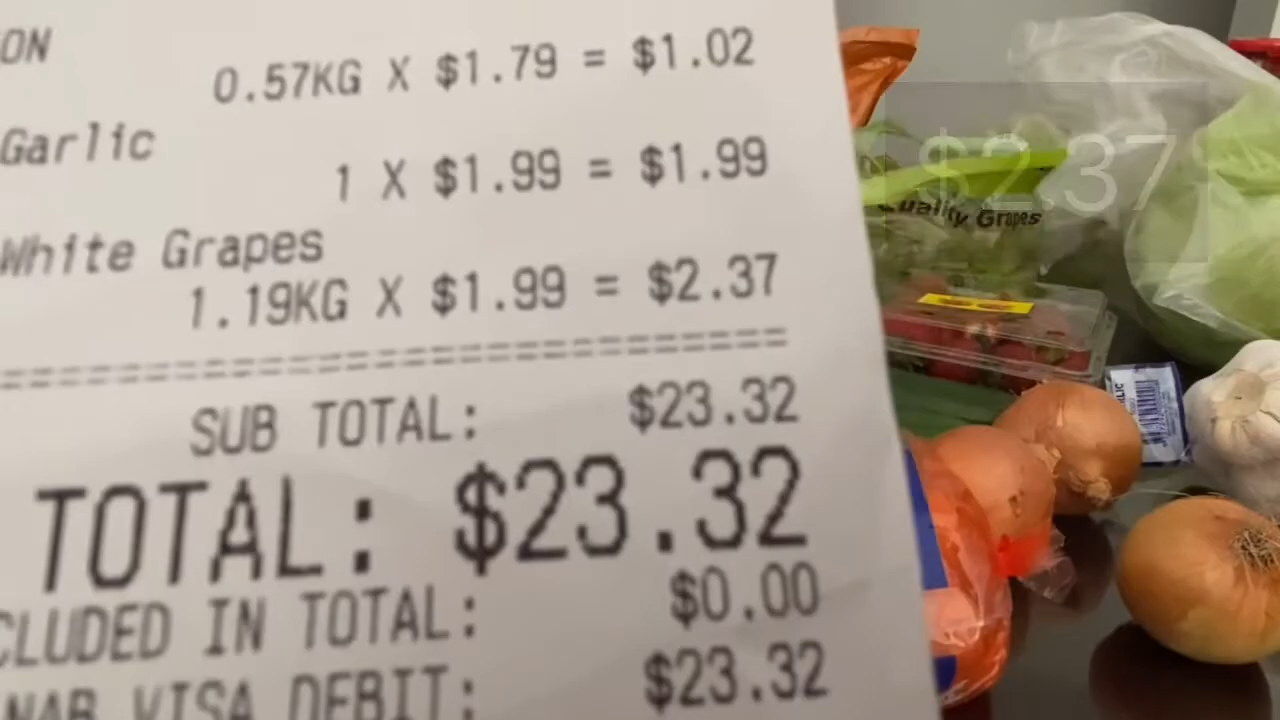 ON
0.57KG X $1.79 = $1.02
Garlic
1 X $1.99 = $1.99
White Grapes
1.19KG X $1.99 = $2.37
SUB TOTAL: $23.32
TOTAL: $23.32
CLUDED IN TOTAL: $0.00
NAB VISA DEBIT: $23.32
$2.37
Quality Grapes